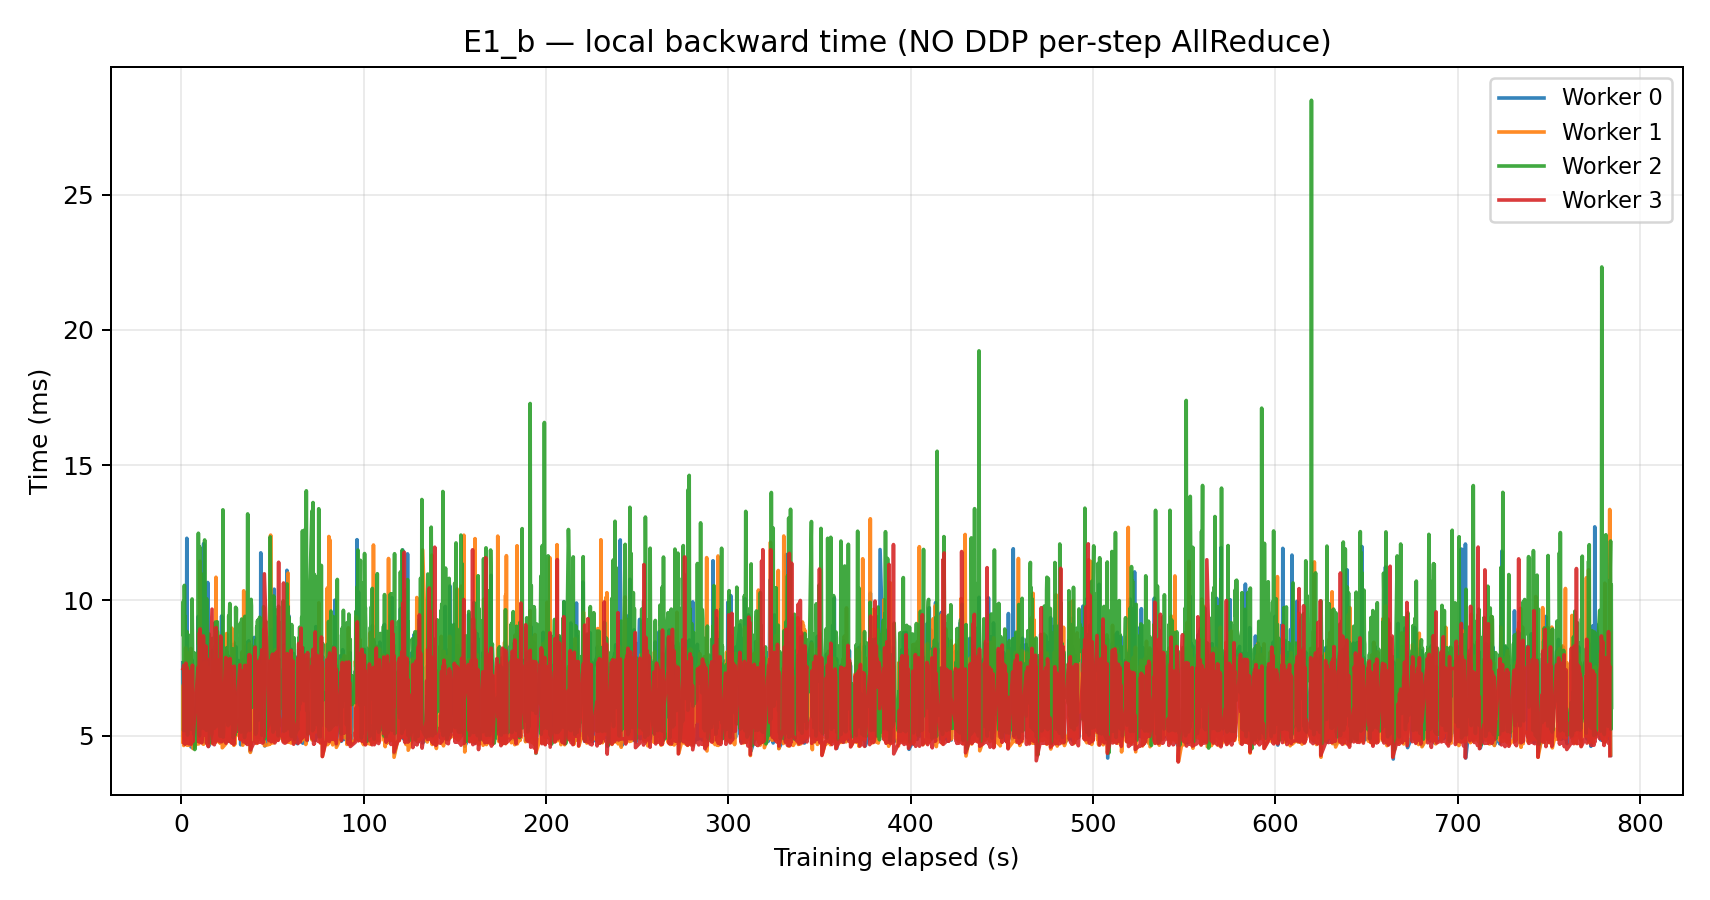 E1_b — local backward time (NO DDP per-step AllReduce)
Worker 0
Worker 1
Worker 2
Worker 3
25
20
15
10
5
Time (ms)
0 100 200 300 400 500 600 700 800
Training elapsed (s)